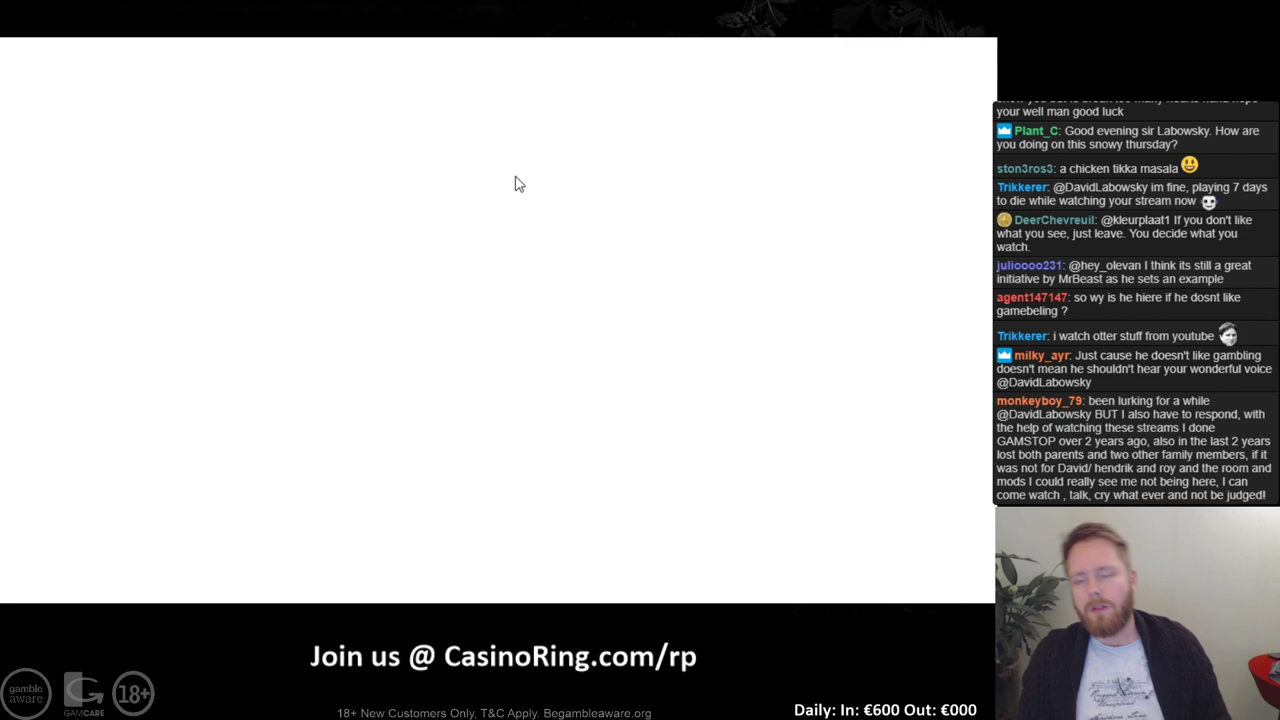 your well man good luck
Plant_C: Good evening sir Labowsky. How are
you doing on this snowy thursday?
ston3ros3: a chicken tikka masala
Trikkerer: @DavidLabowsky im fine, playing 7 days
to die while watching your stream now
DeerChevreuil: @kleurplaat1 If you don't like
what you see, just leave. You decide what you
watch.
julioooo231: @hey_olevan I think its still a great
initiative by MrBeast as he sets an example
agent147147: so wy is he hiere if he dosnt like
gamebeling ?
Trikkerer: i watch otter stuff from youtube
milky_ayr: Just cause he doesn't like gambling
doesn't mean he shouldn't hear your wonderful voice
@DavidLabowsky
monkeyboy_79: been lurking for a while
@DavidLabowsky BUT I also have to respond, with
the help of watching these streams I done
GAMSTOP over 2 years ago, also in the last 2 years
lost both parents and two other family members, if it
was not for David/ hendrik and roy and the room and
mods I could really see me not being here, I can
come watch , talk, cry what ever and not be judged!
Join us @ CasinoRing.com/rp
gamble
aware
GAMCARE
18+
18+ New Customers Only, T&C Apply. Begambleaware.org
Daily: In: €600 Out: €000